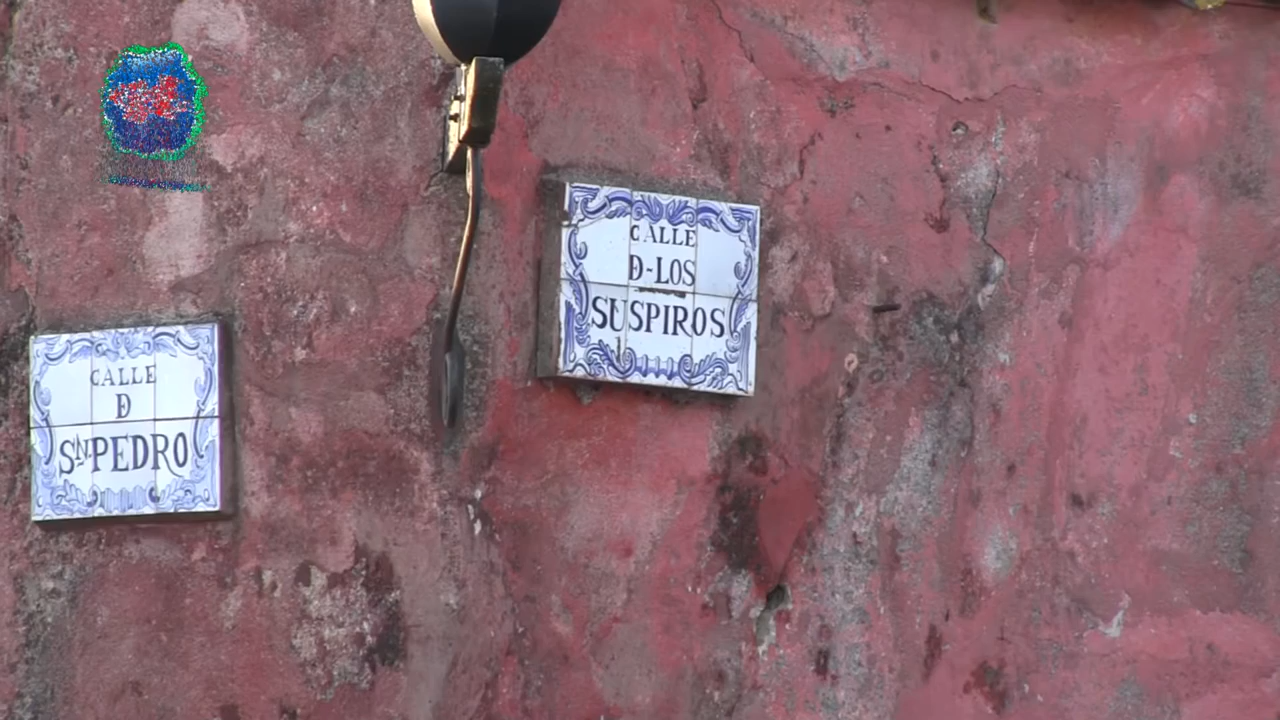 CALLE
D
SN PEDRO
CALLE
D-LOS
SUSPIROS